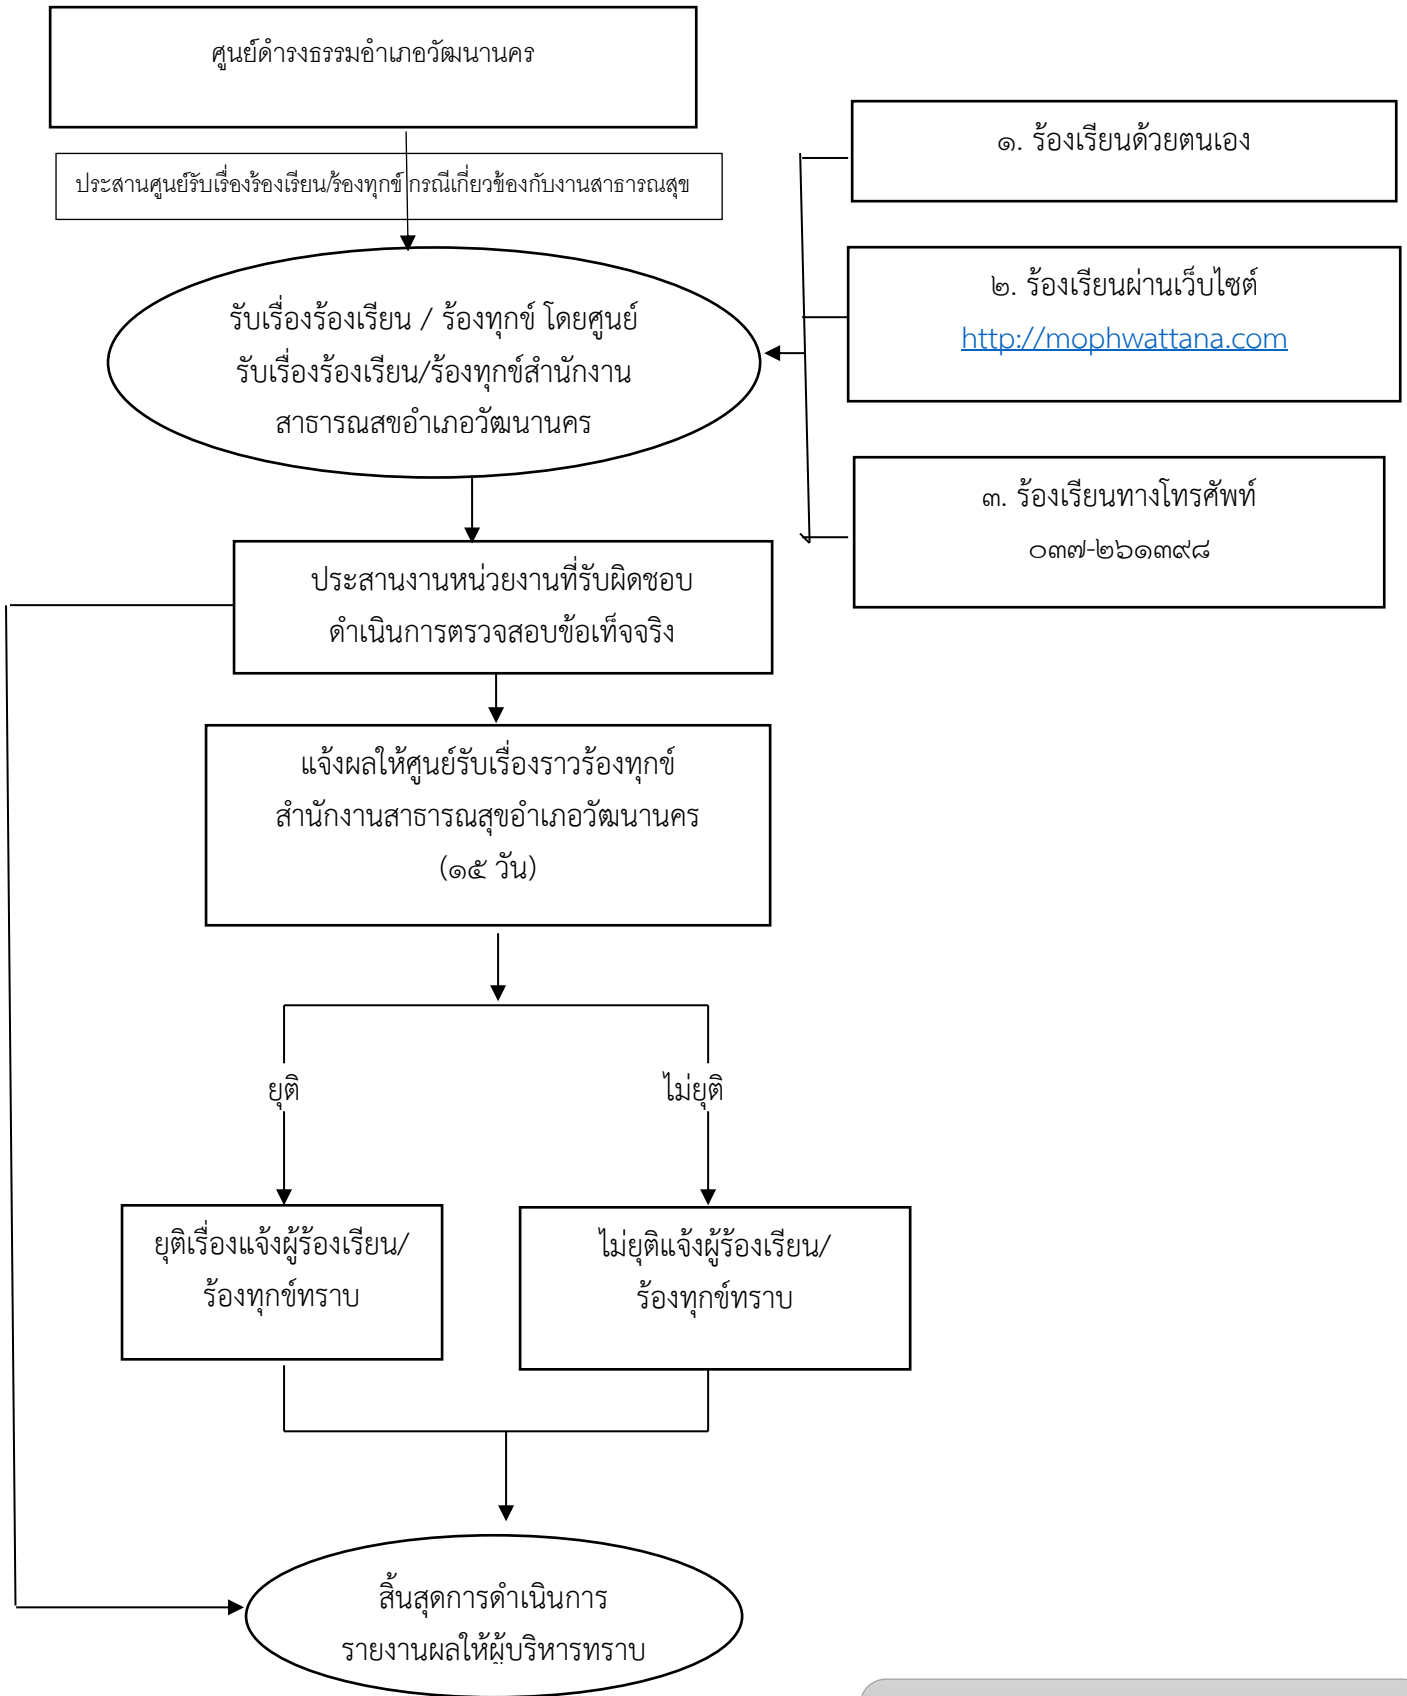 ศูนย์ดำรงธรรมอำเภอวัฒนานคร
ประสานศูนย์รับเรื่องร้องเรียน/ร้องทุกข์ กรณีเกี่ยวข้องกับงานสาธารณสุข
๑. ร้องเรียนด้วยตนเอง
๒. ร้องเรียนผ่านเว็บไซต์
http://mophwattana.com
๓. ร้องเรียนทางโทรศัพท์
๐๓๗-๒๖๑๓๙๘
รับเรื่องร้องเรียน / ร้องทุกข์ โดยศูนย์
รับเรื่องร้องเรียน/ร้องทุกข์สำนักงาน
สาธารณสขอำเภอวัฒนานคร
ประสานงานหน่วยงานที่รับผิดชอบ
ดำเนินการตรวจสอบข้อเท็จจริง
แจ้งผลให้ศูนย์รับเรื่องราวร้องทุกข์
สำนักงานสาธารณสุขอำเภอวัฒนานคร
(๑๕ วัน)
ยุติ
ไม่ยุติ
ยุติเรื่องแจ้งผู้ร้องเรียน/
ร้องทุกข์ทราบ
ไม่ยุติแจ้งผู้ร้องเรียน/
ร้องทุกข์ทราบ
สิ้นสุดการดำเนินการ
รายงานผลให้ผู้บริหารทราบ